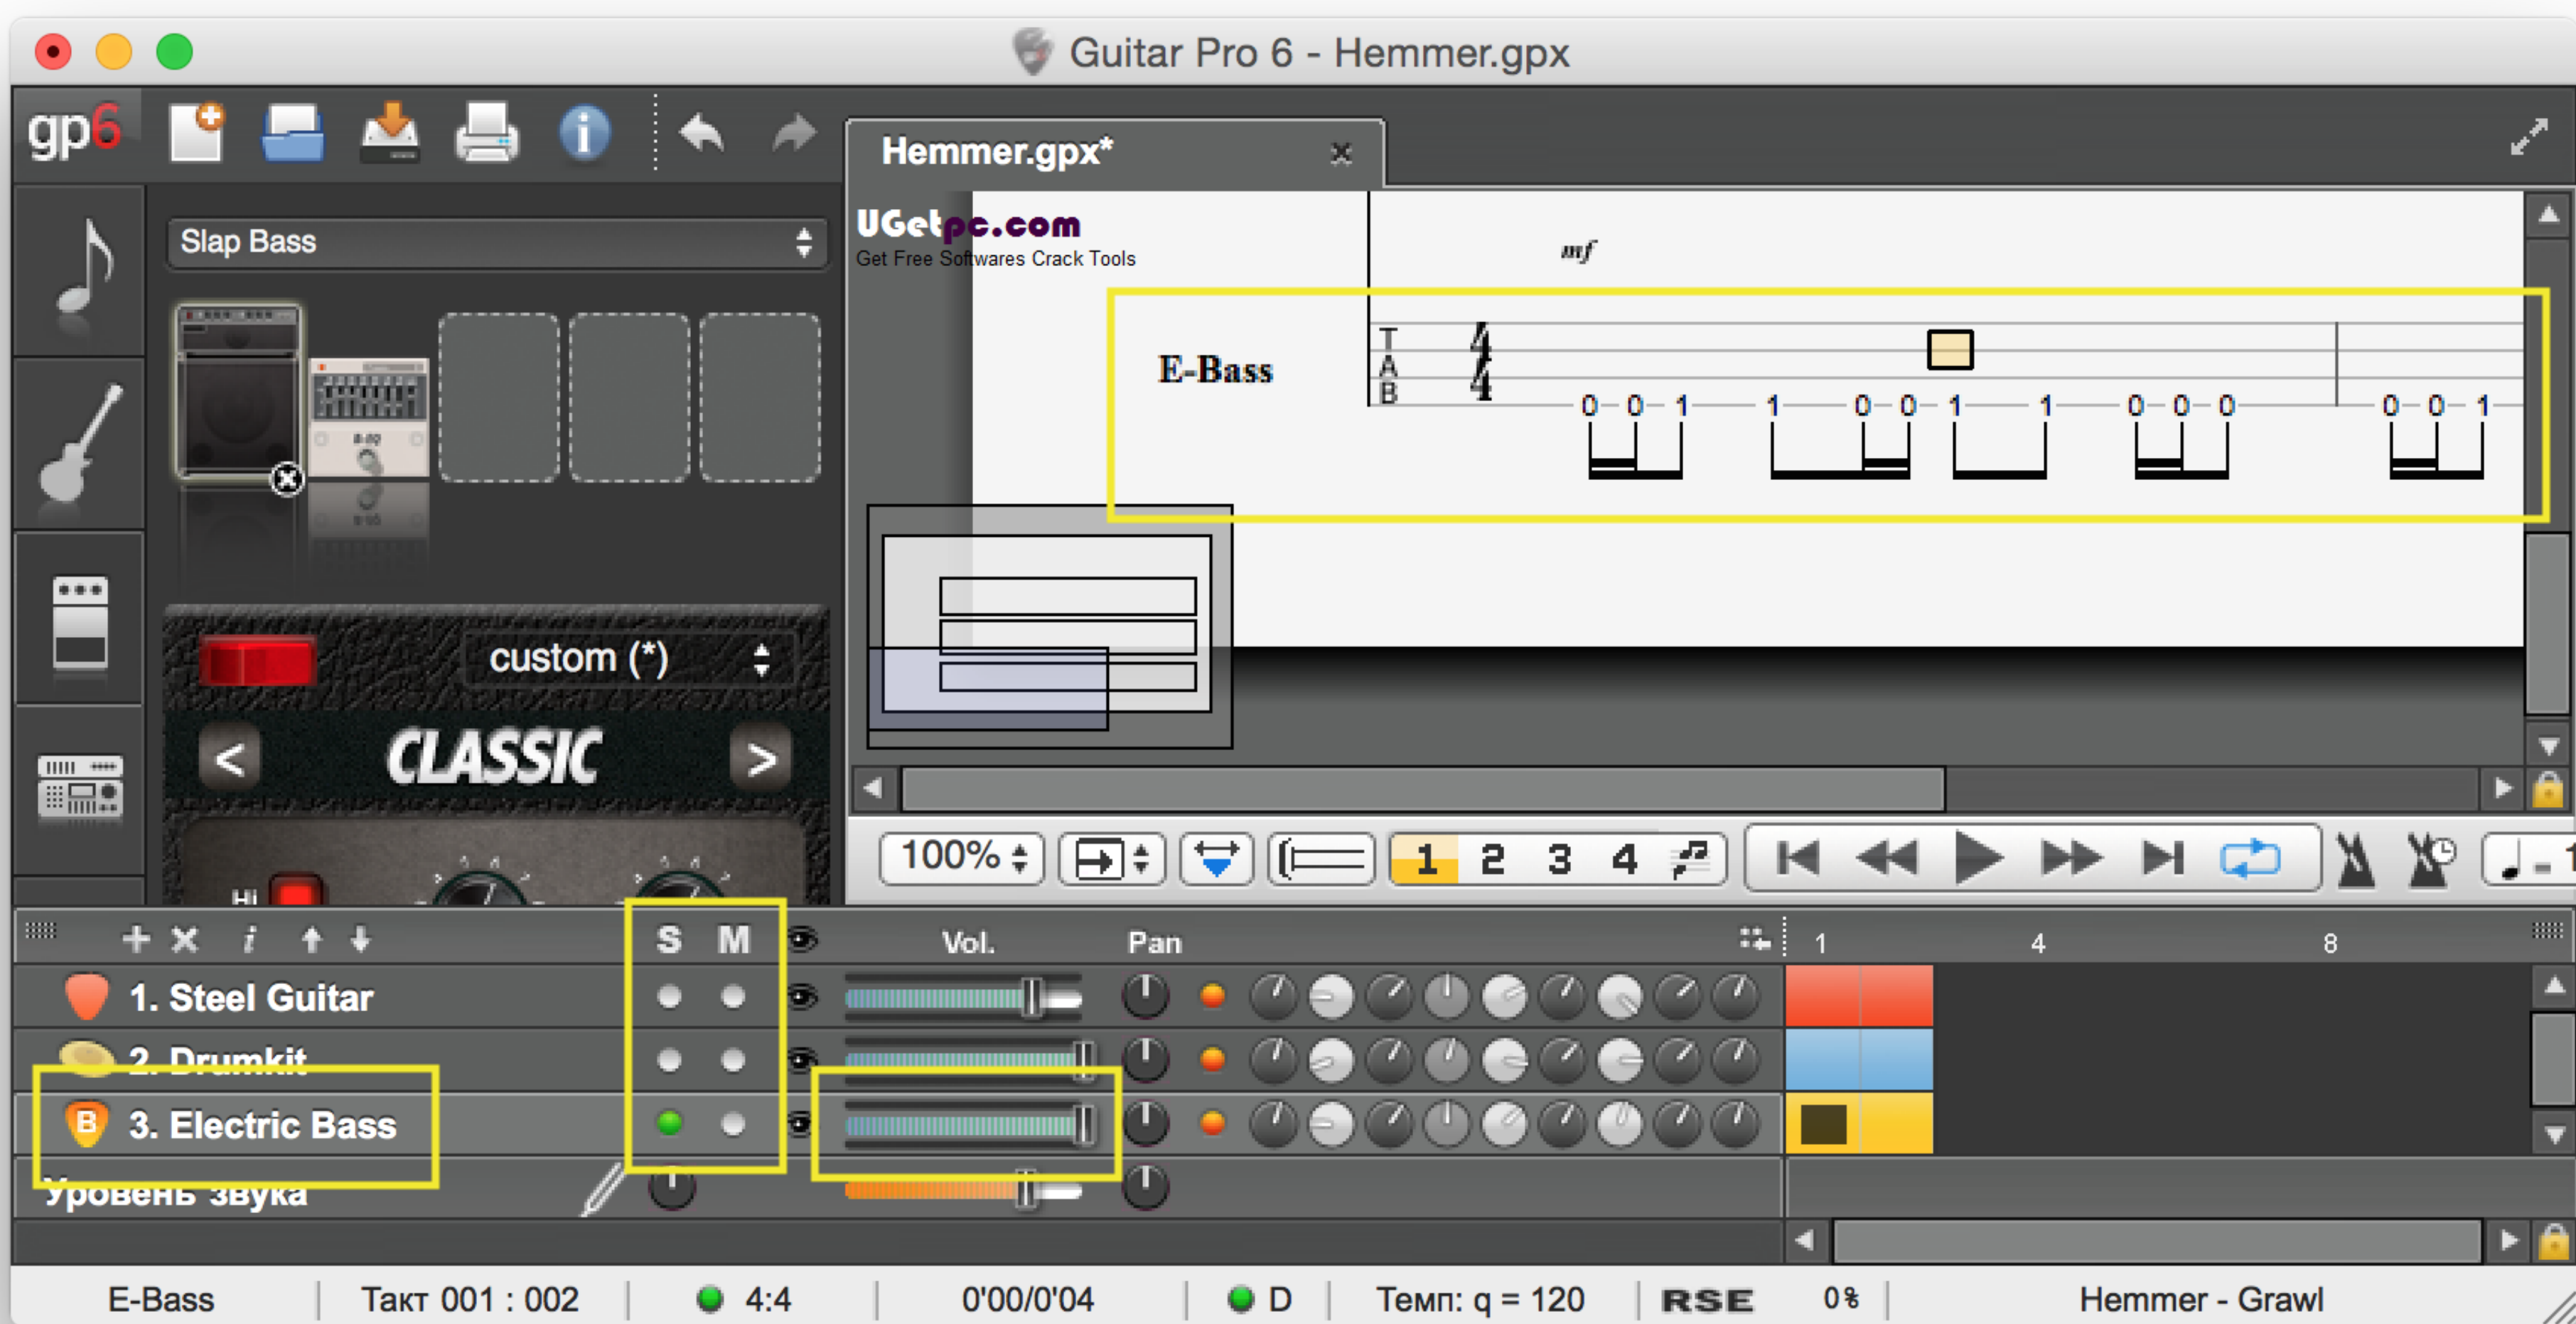 Guitar Pro 6 - Hemmer.gpx
gp6
Hemmer.gpx*
Slap Bass
UGetpc.com
Get Free Softwares Crack Tools
mf
E-Bass
T
A
B
4
4
0 0 1 1 0 0 1 1 0 0 0 0 0 1
custom (*)
CLASSIC
Hi
100%
1 2 3 4
S M Vol. Pan 1 4 8
1. Steel Guitar
2. Drumkit
B 3. Electric Bass
Уровень звука
E-Bass Такт 001 : 002 4:4 0'00/0'04 D Темп: q = 120 RSE 0% Hemmer - Grawl